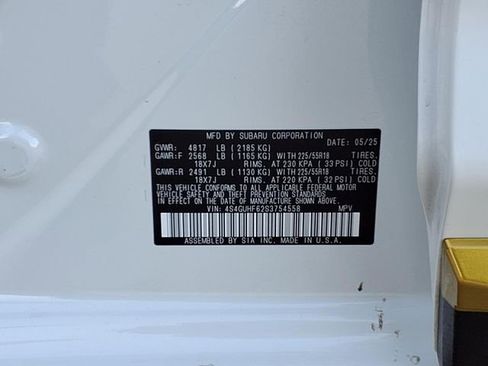 MFD BY SUBARU CORPORATION
DATE: 05/25
GVWR: 4817 LB (2185 KG)
GAWR:F 2568 LB (1165 KG) WITH 225/55R18 TIRES.
18X7J RIMS. AT 230 KPA (33 PSI) COLD
GAWR:R 2491 LB (1130 KG) WITH 225/55R18 TIRES.
18X7J RIMS. AT 220 KPA (32 PSI) COLD
THIS VEHICLE CONFORMS TO ALL APPLICABLE FEDERAL MOTOR
VEHICLE SAFETY STANDARDS IN EFFECT ON THE DATE OF
MANUFACTURE SHOWN ABOVE.
VIN: 4S4GUHF62S3754558 MPV
ASSEMBLED BY SIA INC. MADE IN U.S.A.